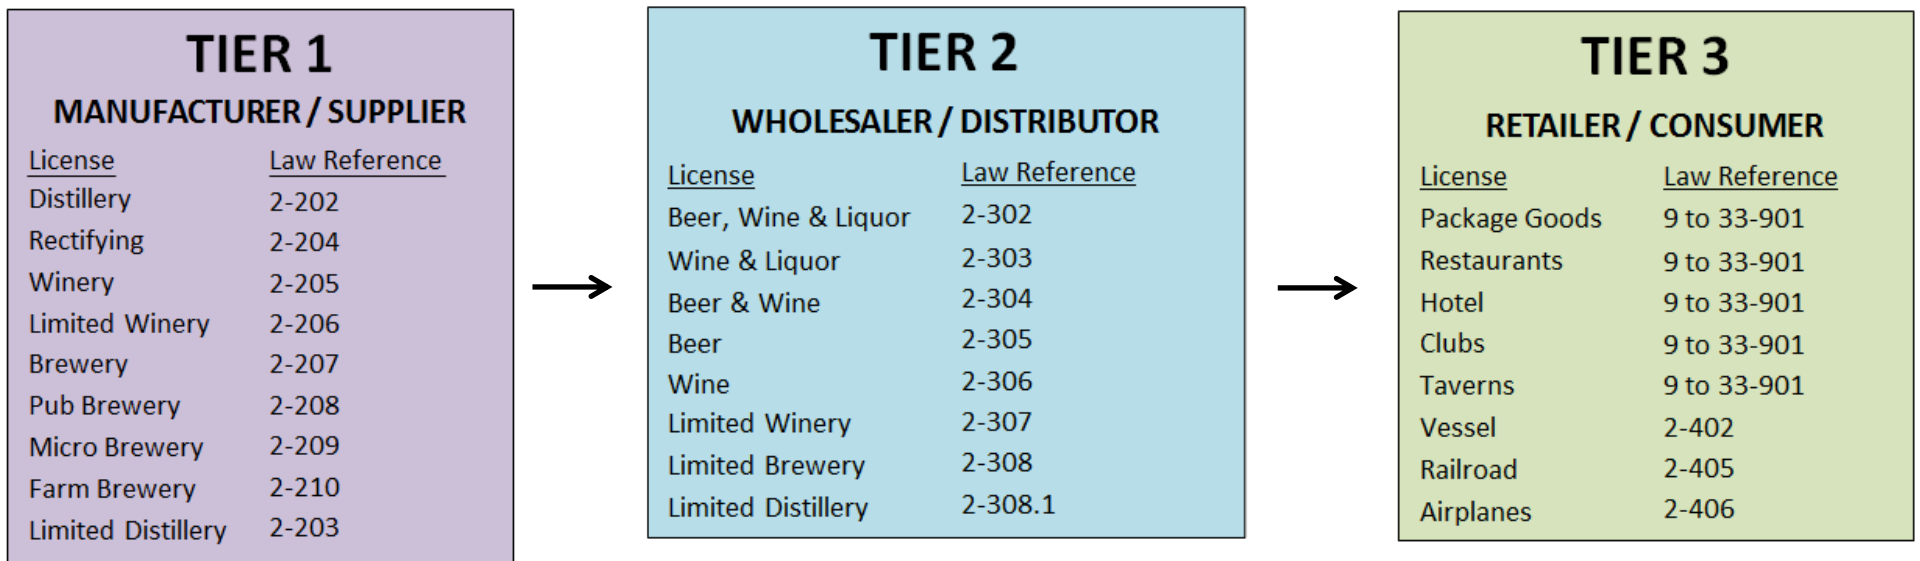 TIER 1
MANUFACTURER / SUPPLIER
License Law Reference
Distillery 2-202
Rectifying 2-204
Winery 2-205
Limited Winery 2-206
Brewery 2-207
Pub Brewery 2-208
Micro Brewery 2-209
Farm Brewery 2-210
Limited Distillery 2-203
TIER 2
WHOLESALER / DISTRIBUTOR
License Law Reference
Beer, Wine & Liquor 2-302
Wine & Liquor 2-303
Beer & Wine 2-304
Beer 2-305
Wine 2-306
Limited Winery 2-307
Limited Brewery 2-308
Limited Distillery 2-308.1
TIER 3
RETAILER / CONSUMER
License Law Reference
Package Goods 9 to 33-901
Restaurants 9 to 33-901
Hotel 9 to 33-901
Clubs 9 to 33-901
Taverns 9 to 33-901
Vessel 2-402
Railroad 2-405
Airplanes 2-406